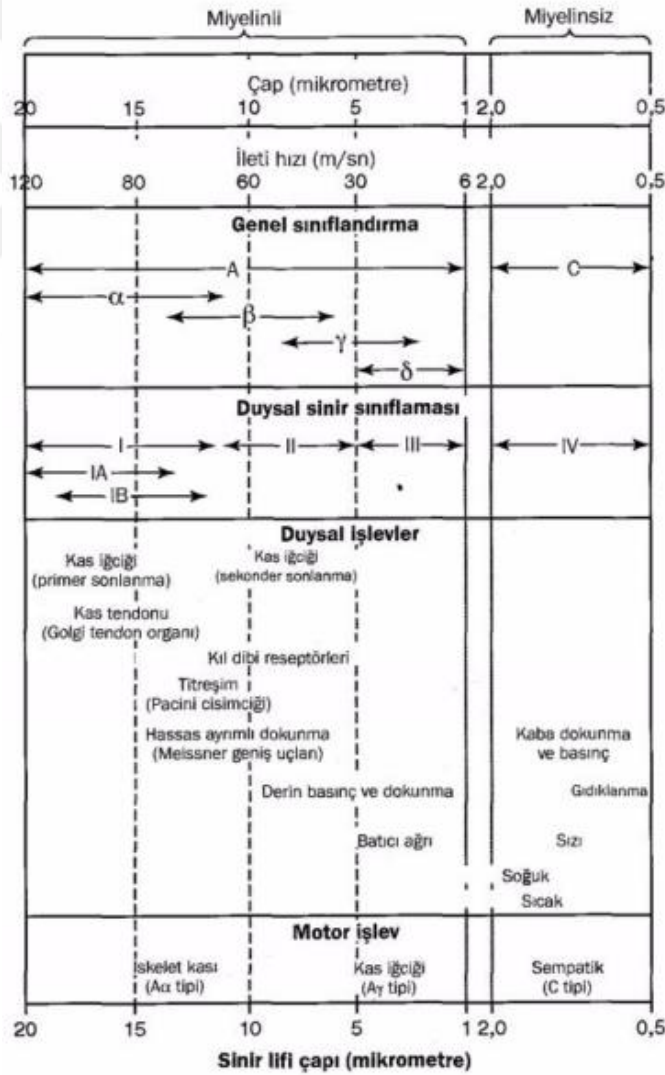 Miyelinii Miyelinsiz
Çap (mikrometre)
20 15 10 5 1 2,0 0,5
İleti hızı (m/sn)
120 80 60 30 6 2,0 0,5
Genel sınıflandırma
A C
α
β
γ
δ
Duysal sinir sınıflaması
I II III IV
IA
IB
Duysal işlevler
Kas iğciği Kas iğciği
(primer sonlanma) (sekonder sonlanma)
Kas tendonu
(Golgi tendon organı)
Kıl dibi reseptörleri
Titreşim
(Pacini cisimciği)
Hassas ayrımlı dokunma Kaba dokunma
(Meissner geniş uçları) ve basınç
Derin basınç ve dokunma Gıdıklanma
Batıcı ağrı Sızı
Soğuk
Sıcak
Motor işlev
İskelet kası Kas iğciği Sempatik
(Aα tipi) (Aγ tipi) (C tipi)
20 15 10 5 1 2,0 0,5
Sinir lifi çapı (mikrometre)